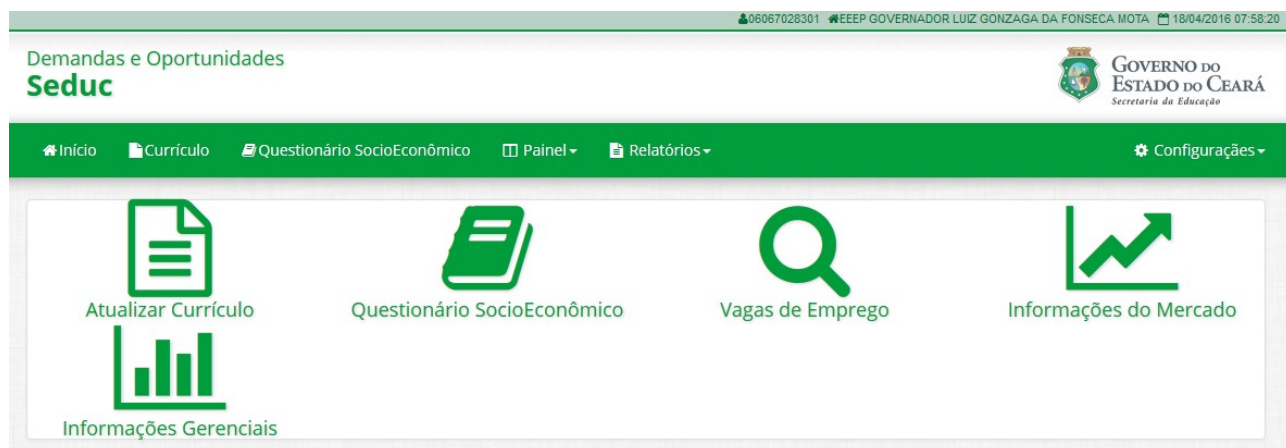 06067028301 EEEP GOVERNADOR LUIZ GONZAGA DA FONSECA MOTA 18/04/2016 07:58:20
Demandas e Oportunidades
Seduc
GOVERNO DO
ESTADO DO CEARÁ
Secretaria da Educação
Início Currículo Questionário SocioEconômico Painel Relatórios Configurações
Atualizar Currículo Questionário SocioEconômico Vagas de Emprego Informações do Mercado
Informações Gerenciais